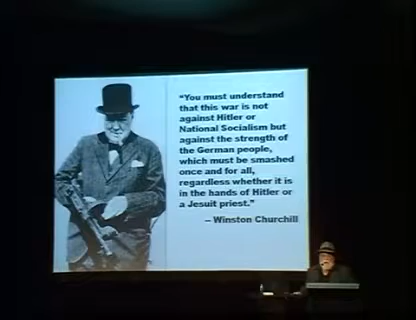 "You must understand
that this war is not
against Hitler or
National Socialism but
against the strength of
the German people,
which must be smashed
once and for all,
regardless whether it is
in the hands of Hitler or
a Jesuit priest."
– Winston Churchill